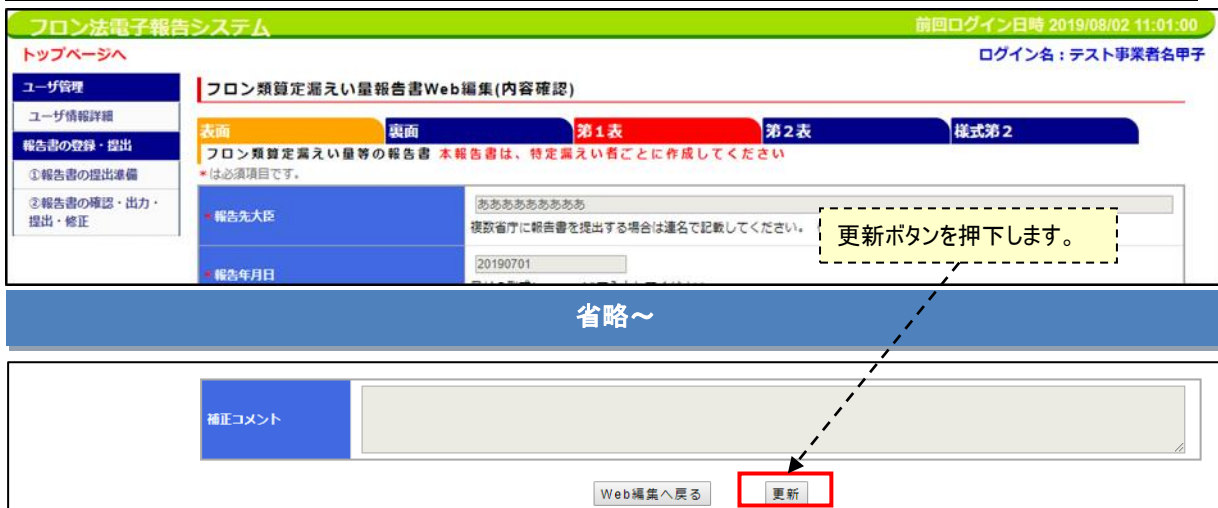 フロン法電子報告システム
前回ログイン日時 2019/08/02 11:01:00
トップページへ
ログイン名：テスト事業者名甲子
ユーザ管理
ユーザ情報詳細
報告書の登録・提出
①報告書の提出準備
②報告書の確認・出力・
提出・修正
フロン類算定漏えい量報告書Web編集(内容確認)
表面
裏面
第１表
第２表
様式第２
フロン類算定漏えい量等の報告書 本報告書は、特定漏えい者ごとに作成してください
*は必須項目です。
*報告先大臣
あああああああああ
複数省庁に報告書を提出する場合は連名で記載してください。
更新ボタンを押下します。
*報告年月日
20190701
省略～
補正コメント
Web編集へ戻る
更新